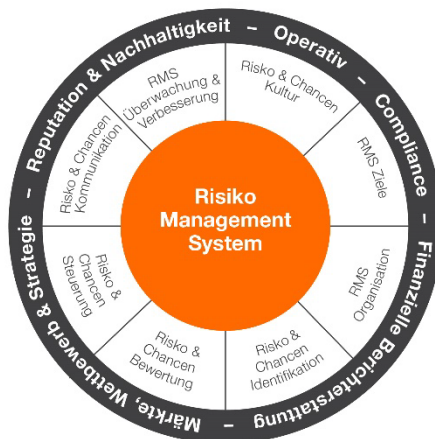 Reputation & Nachhaltigkeit – Operativ – Compliance – Finanzielle Berichterstattung – Märkte, Wettbewerb & Strategie –
RMS
Überwachung &
Verbesserung
Risko & Chancen
Kultur
RMS Ziele
RMS
Organisation
Risiko &
Chancen
Identifikation
Risiko &
Chancen
Bewertung
Risiko &
Chancen
Steuerung
Risiko & Chancen
Kommunikation
Risiko
Management
System